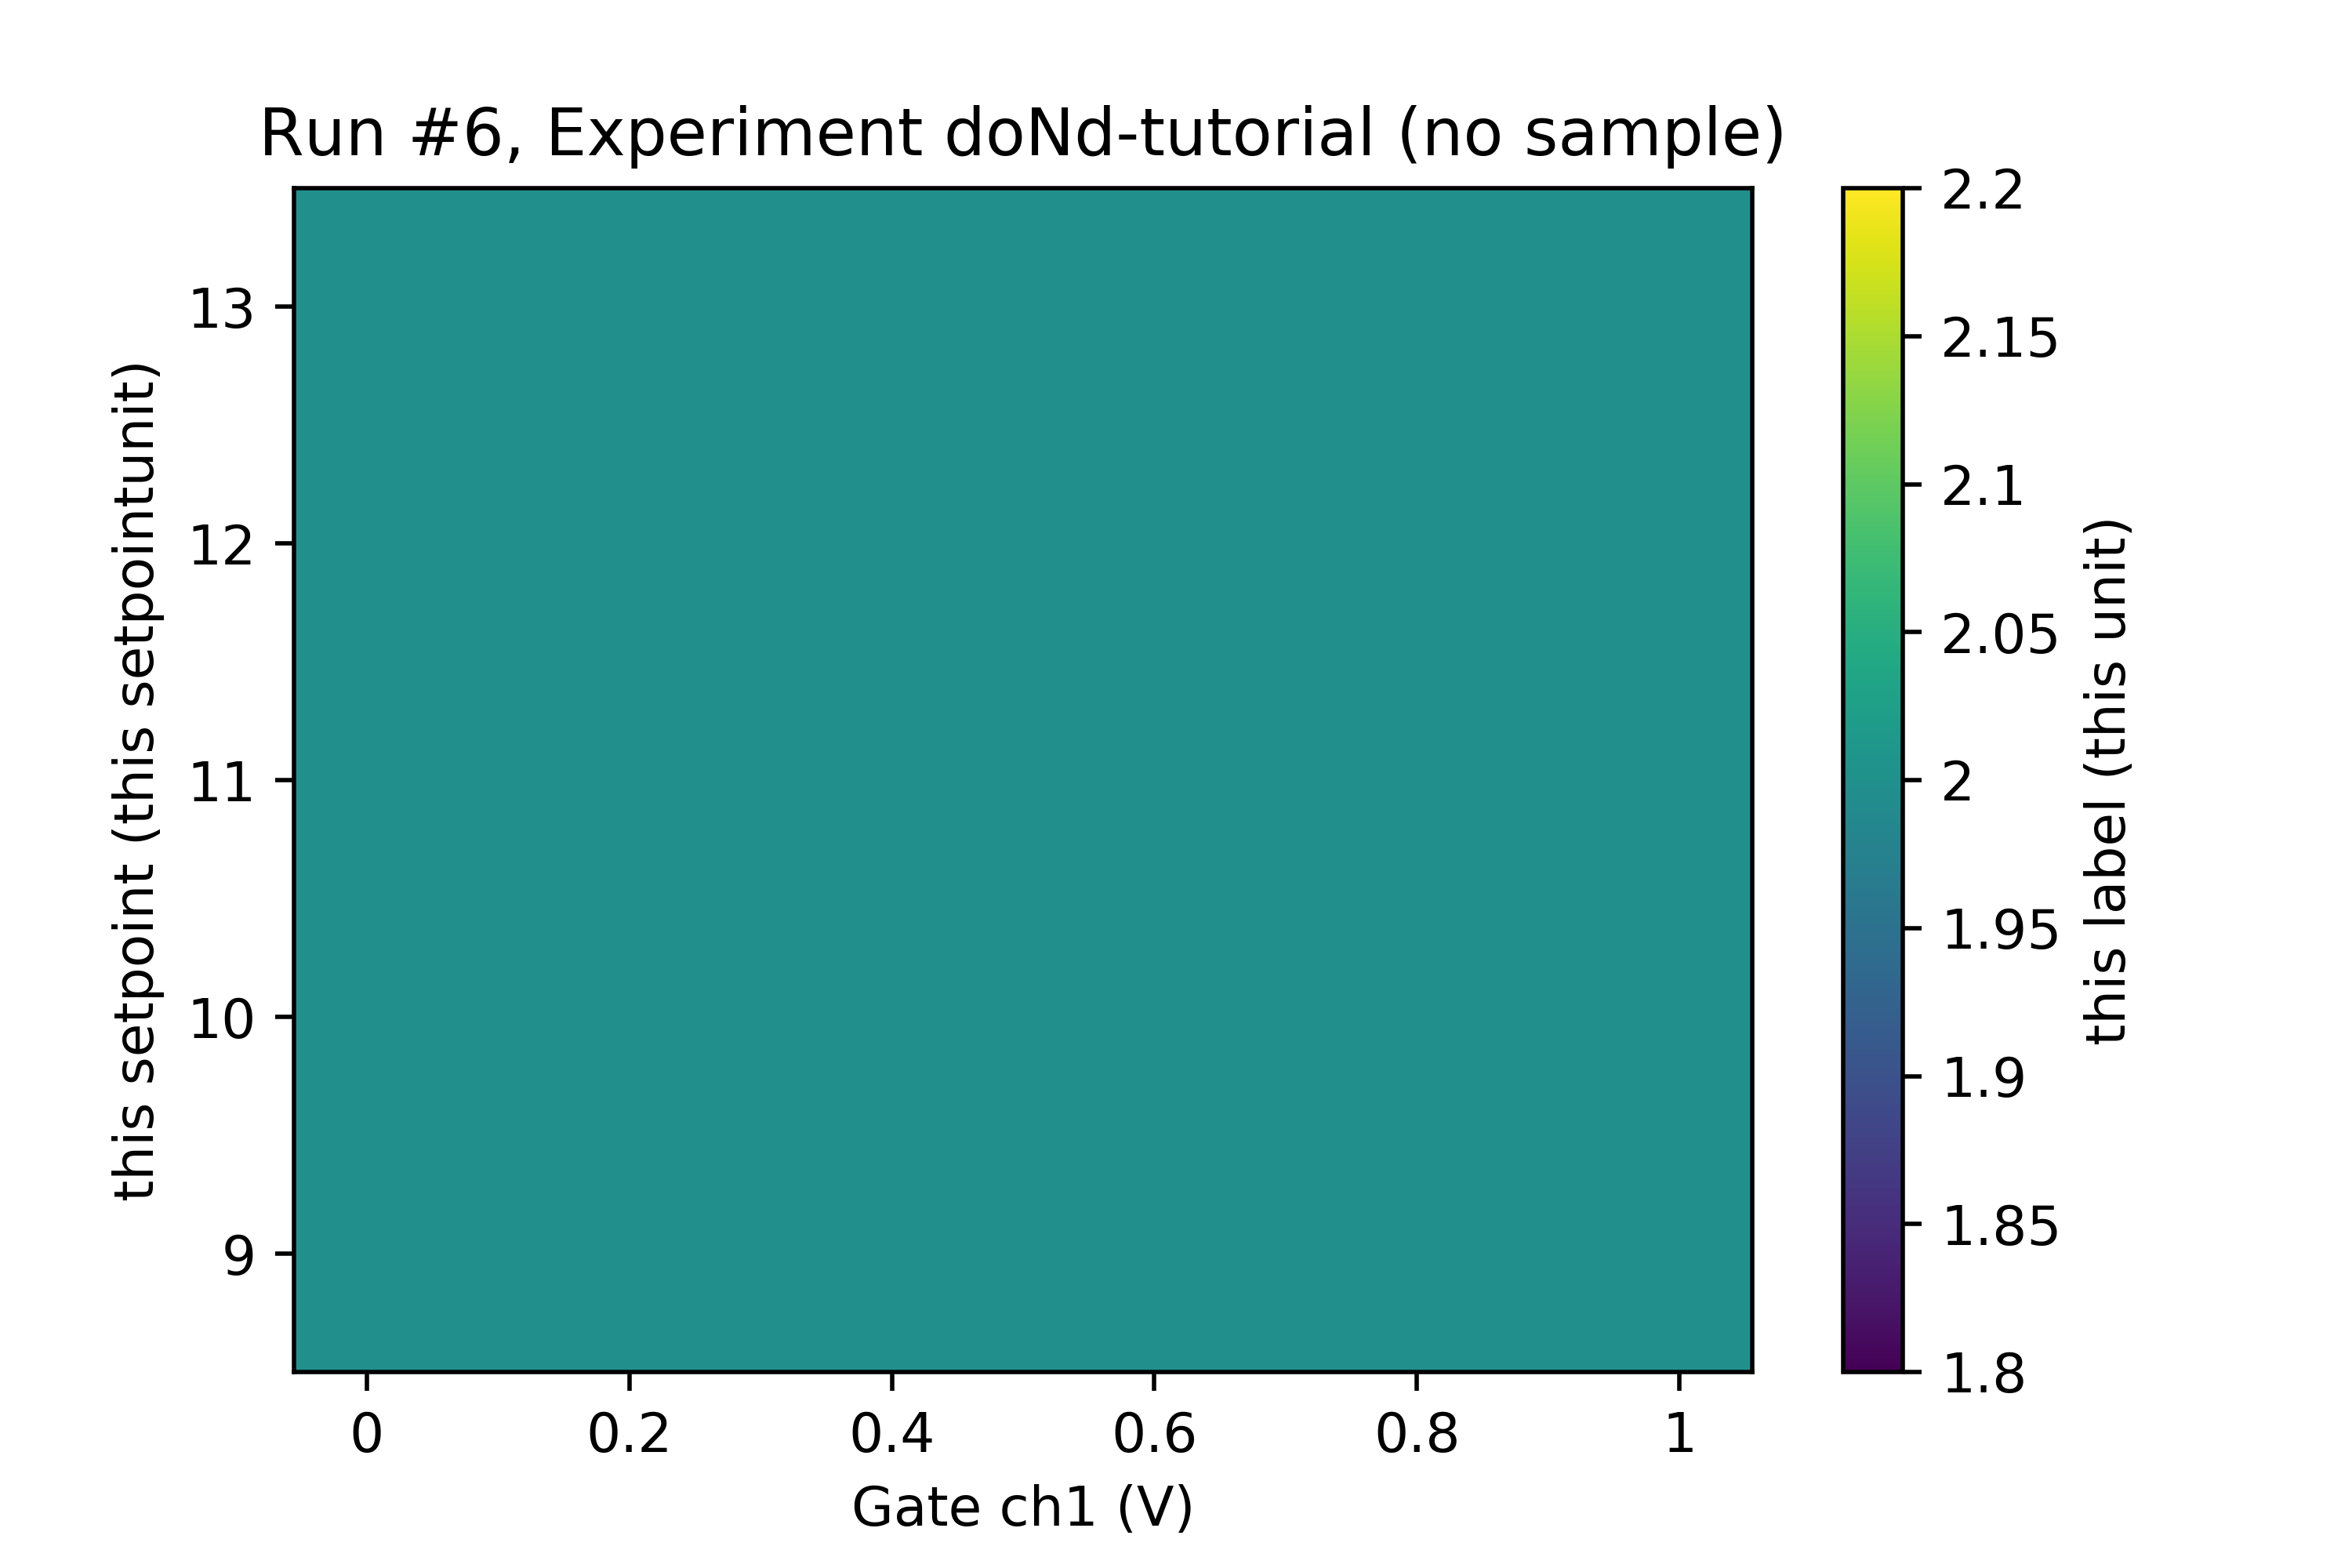 Run #6, Experiment doNd-tutorial (no sample)
this setpoint (this setpointunit)
13
12
11
10
9
0 0.2 0.4 0.6 0.8 1
Gate ch1 (V)
2.2
2.15
2.1
2.05
2
1.95
1.9
1.85
1.8
this label (this unit)